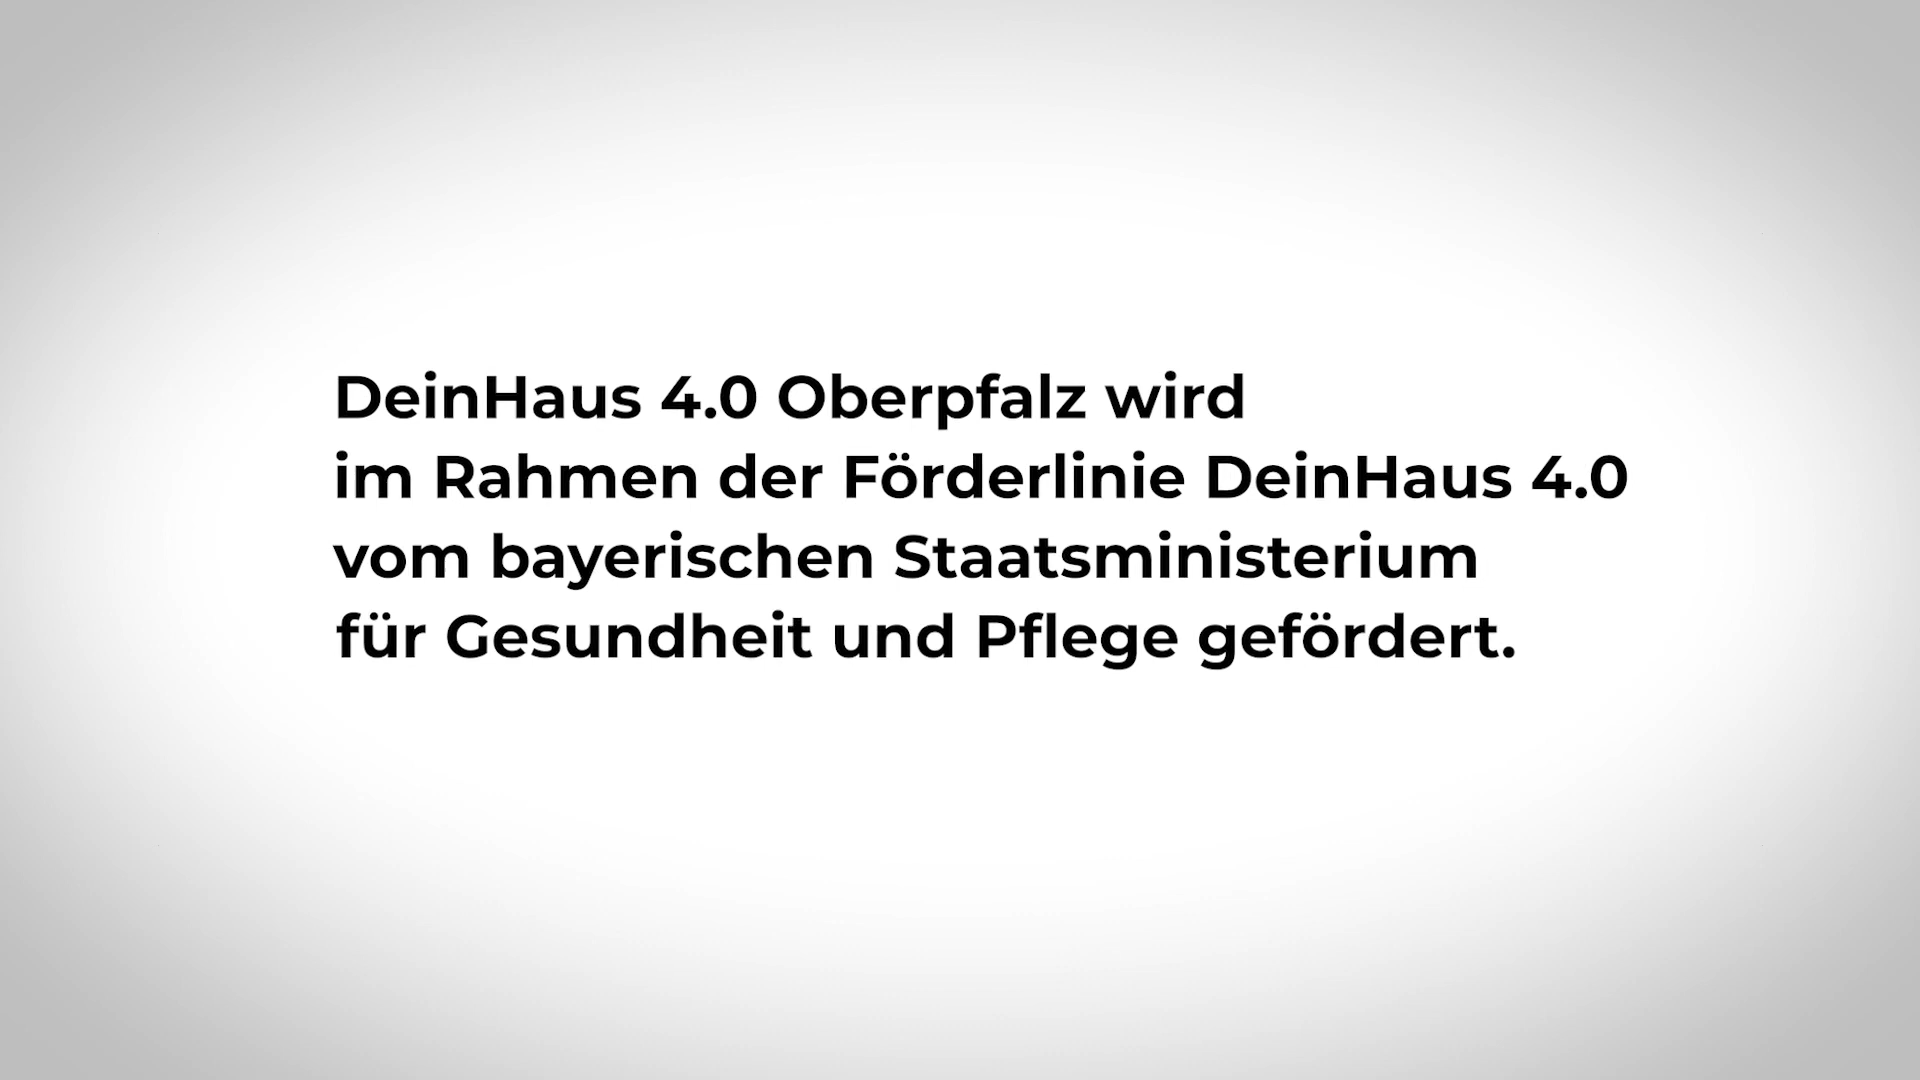 DeinHaus 4.0 Oberpfalz wird
im Rahmen der Förderlinie DeinHaus 4.0
vom bayerischen Staatsministerium
für Gesundheit und Pflege gefördert.